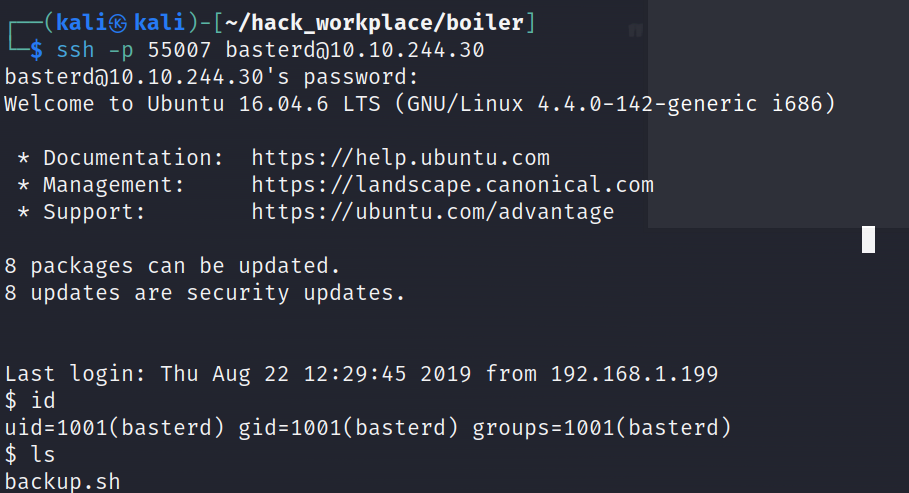 ┌──(kali㉿kali)-[~/hack_workplace/boiler]
└─$ ssh -p 55007 basterd@10.10.244.30
basterd@10.10.244.30's password:
Welcome to Ubuntu 16.04.6 LTS (GNU/Linux 4.4.0-142-generic i686)
* Documentation:  https://help.ubuntu.com
* Management:     https://landscape.canonical.com
* Support:        https://ubuntu.com/advantage
8 packages can be updated.
8 updates are security updates.
Last login: Thu Aug 22 12:29:45 2019 from 192.168.1.199
$ id
uid=1001(basterd) gid=1001(basterd) groups=1001(basterd)
$ ls
backup.sh